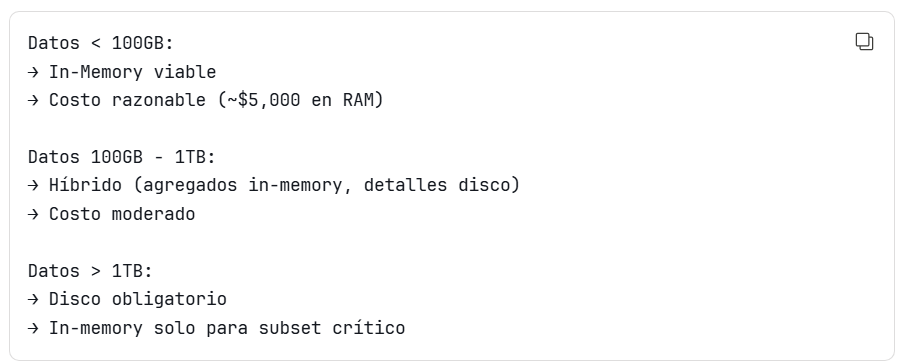 Datos < 100GB:
→ In-Memory viable
→ Costo razonable (~$5,000 en RAM)
Datos 100GB - 1TB:
→ Híbrido (agregados in-memory, detalles disco)
→ Costo moderado
Datos > 1TB:
→ Disco obligatorio
→ In-memory solo para subset crítico